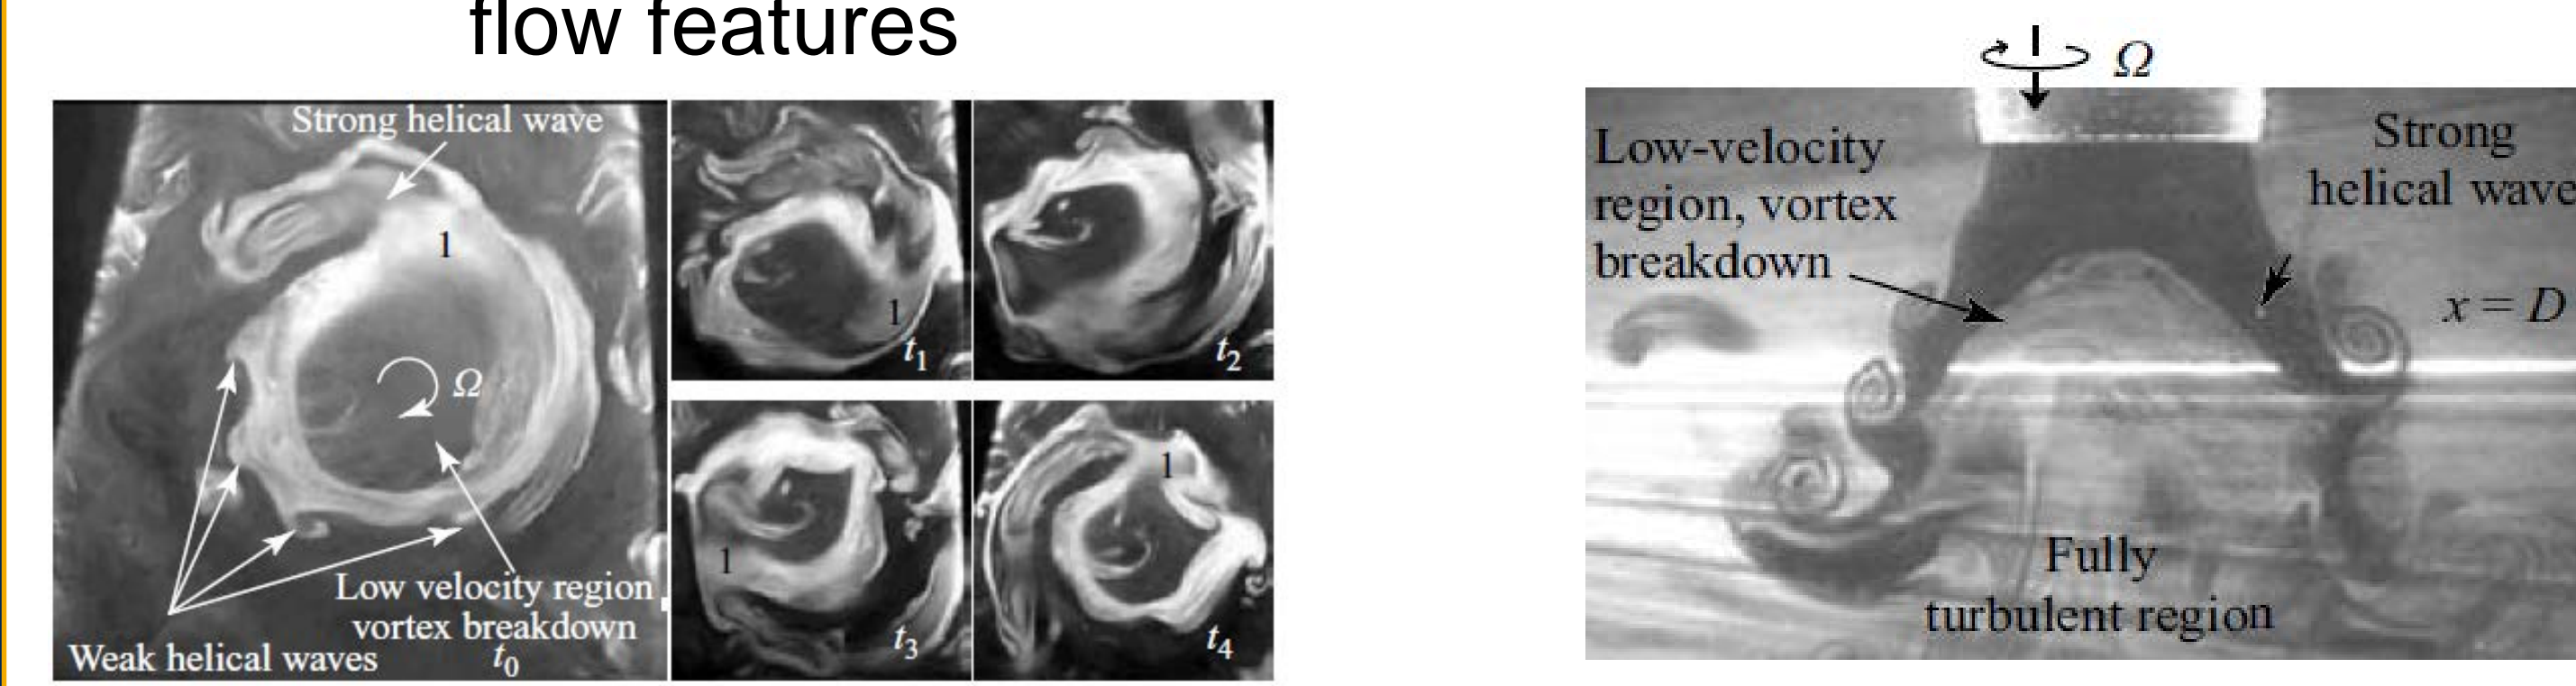 flow features
Strong helical wave
1
Ω
Low velocity region
vortex breakdown
Weak helical waves
t0
1
t1
t2
1
t3
1
t4
Ω
Low-velocity
region, vortex
breakdown
Strong
helical wave
x = D
Fully
turbulent region